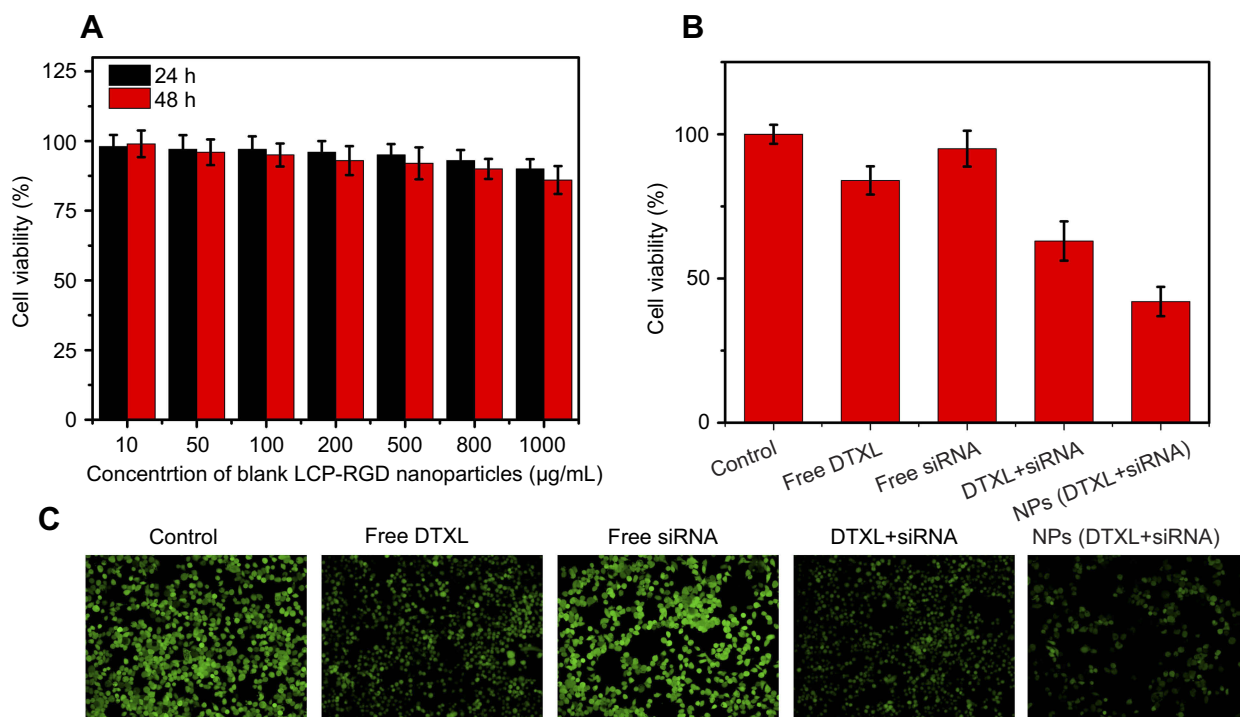 A
24 h
48 h
125
100
75
50
25
0
Cell viability (%)
10 50 100 200 500 800 1000
Concentrtion of blank LCP-RGD nanoparticles (µg/mL)
B
100
50
0
Cell viability (%)
Control
Free DTXL
Free siRNA
DTXL+siRNA
NPs (DTXL+siRNA)
C
Control Free DTXL Free siRNA DTXL+siRNA NPs (DTXL+siRNA)